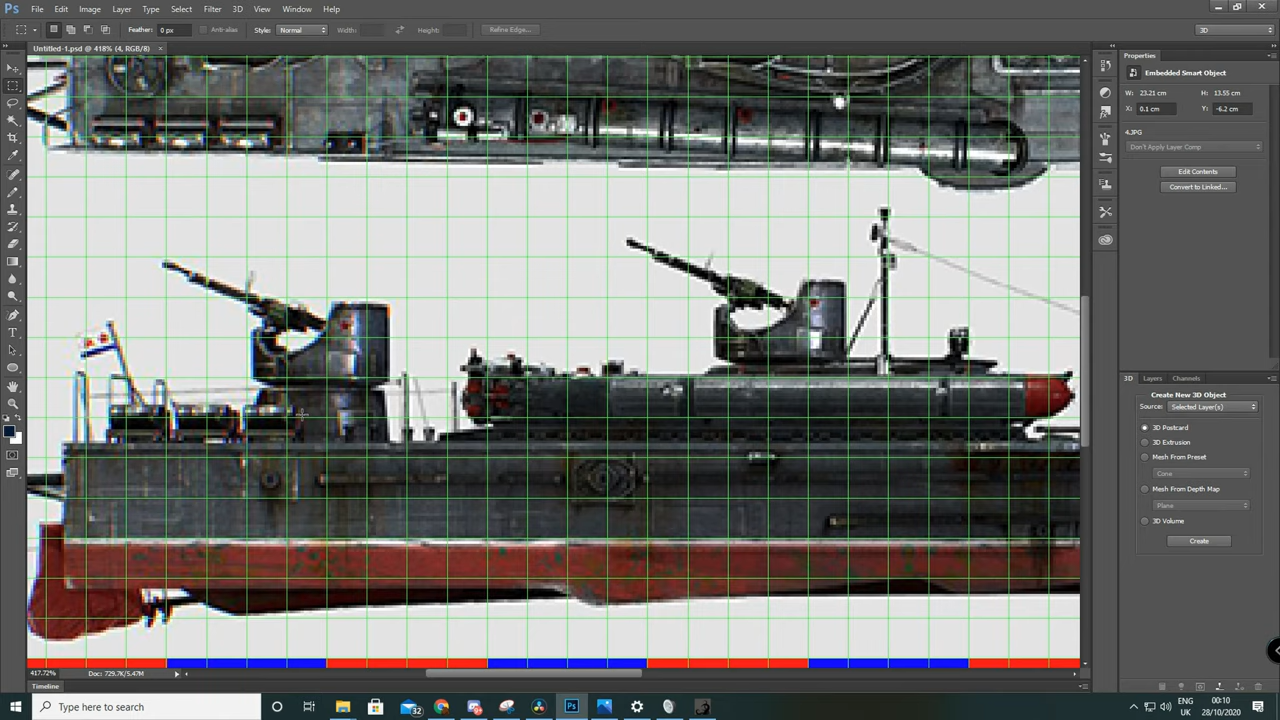 Ps File Edit Image Layer Type Select Filter 3D View Window Help
Feather: 0 px Anti-alias Style: Normal Width: Height: Refine Edge... 3D
Untitled-1.psd @ 418% (4, RGB/8) ×
Properties
Embedded Smart Object
W: 23.21 cm H: 13.55 cm
X: 0.1 cm Y: -6.2 cm
4.JPG
Don't Apply Layer Comp
Edit Contents
Convert to Linked...
3D Layers Channels
Create New 3D Object
Source: Selected Layer(s)
3D Postcard
3D Extrusion
Mesh From Preset
Cone
Mesh From Depth Map
Plane
3D Volume
Create
417.72% Doc: 729.7K/5.47M
Timeline
Type here to search
32
Ps
ENG
UK
00:10
28/10/2020